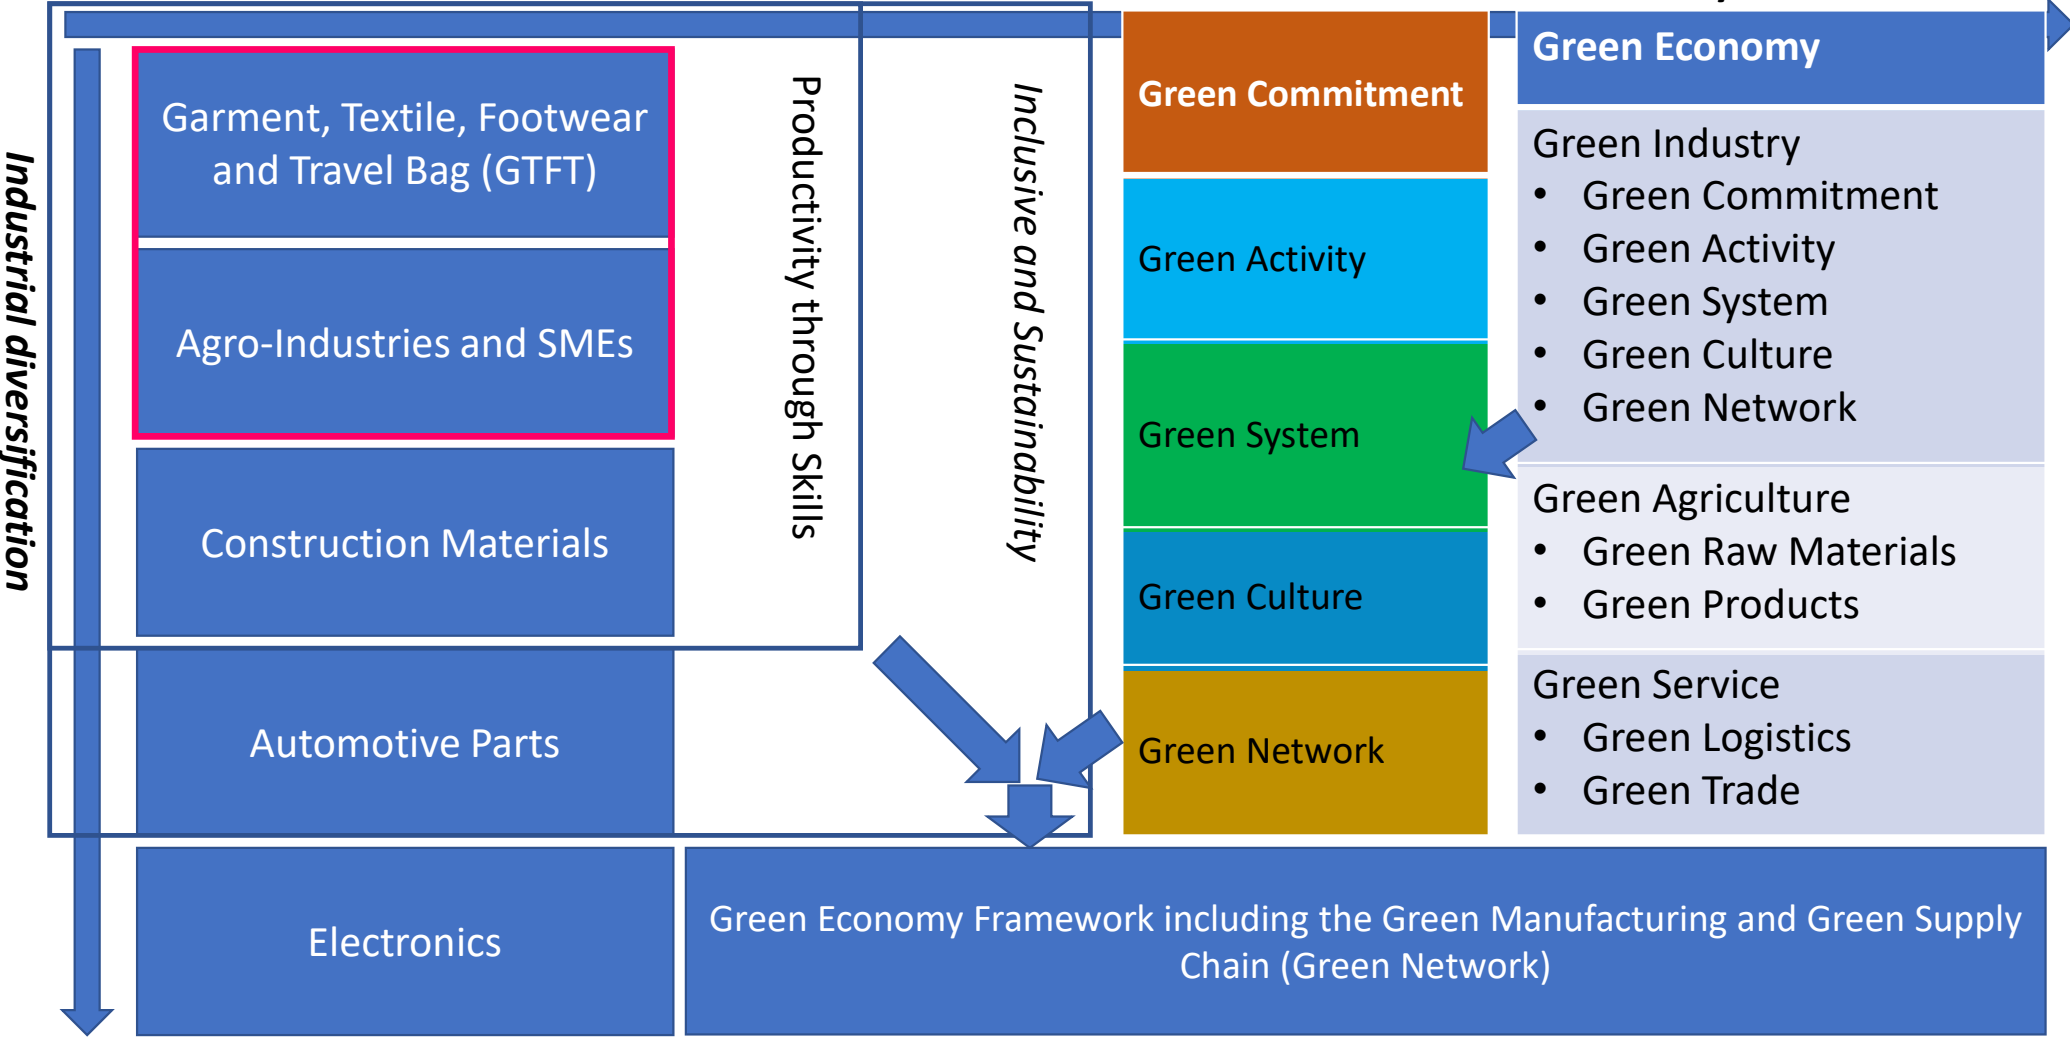 Industrial diversification
Garment, Textile, Footwear
and Travel Bag (GTFT)
Agro-Industries and SMEs
Construction Materials
Automotive Parts
Electronics
Productivity through Skills
Inclusive and Sustainability
Green Commitment
Green Activity
Green System
Green Culture
Green Network
Green Economy
Green Industry
• Green Commitment
• Green Activity
• Green System
• Green Culture
• Green Network
Green Agriculture
• Green Raw Materials
• Green Products
Green Service
• Green Logistics
• Green Trade
Green Economy Framework including the Green Manufacturing and Green Supply
Chain (Green Network)